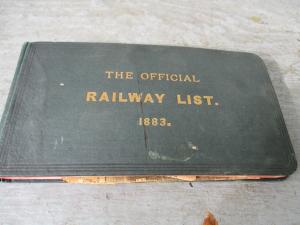 THE OFFICIAL
RAILWAY LIST.
1883.